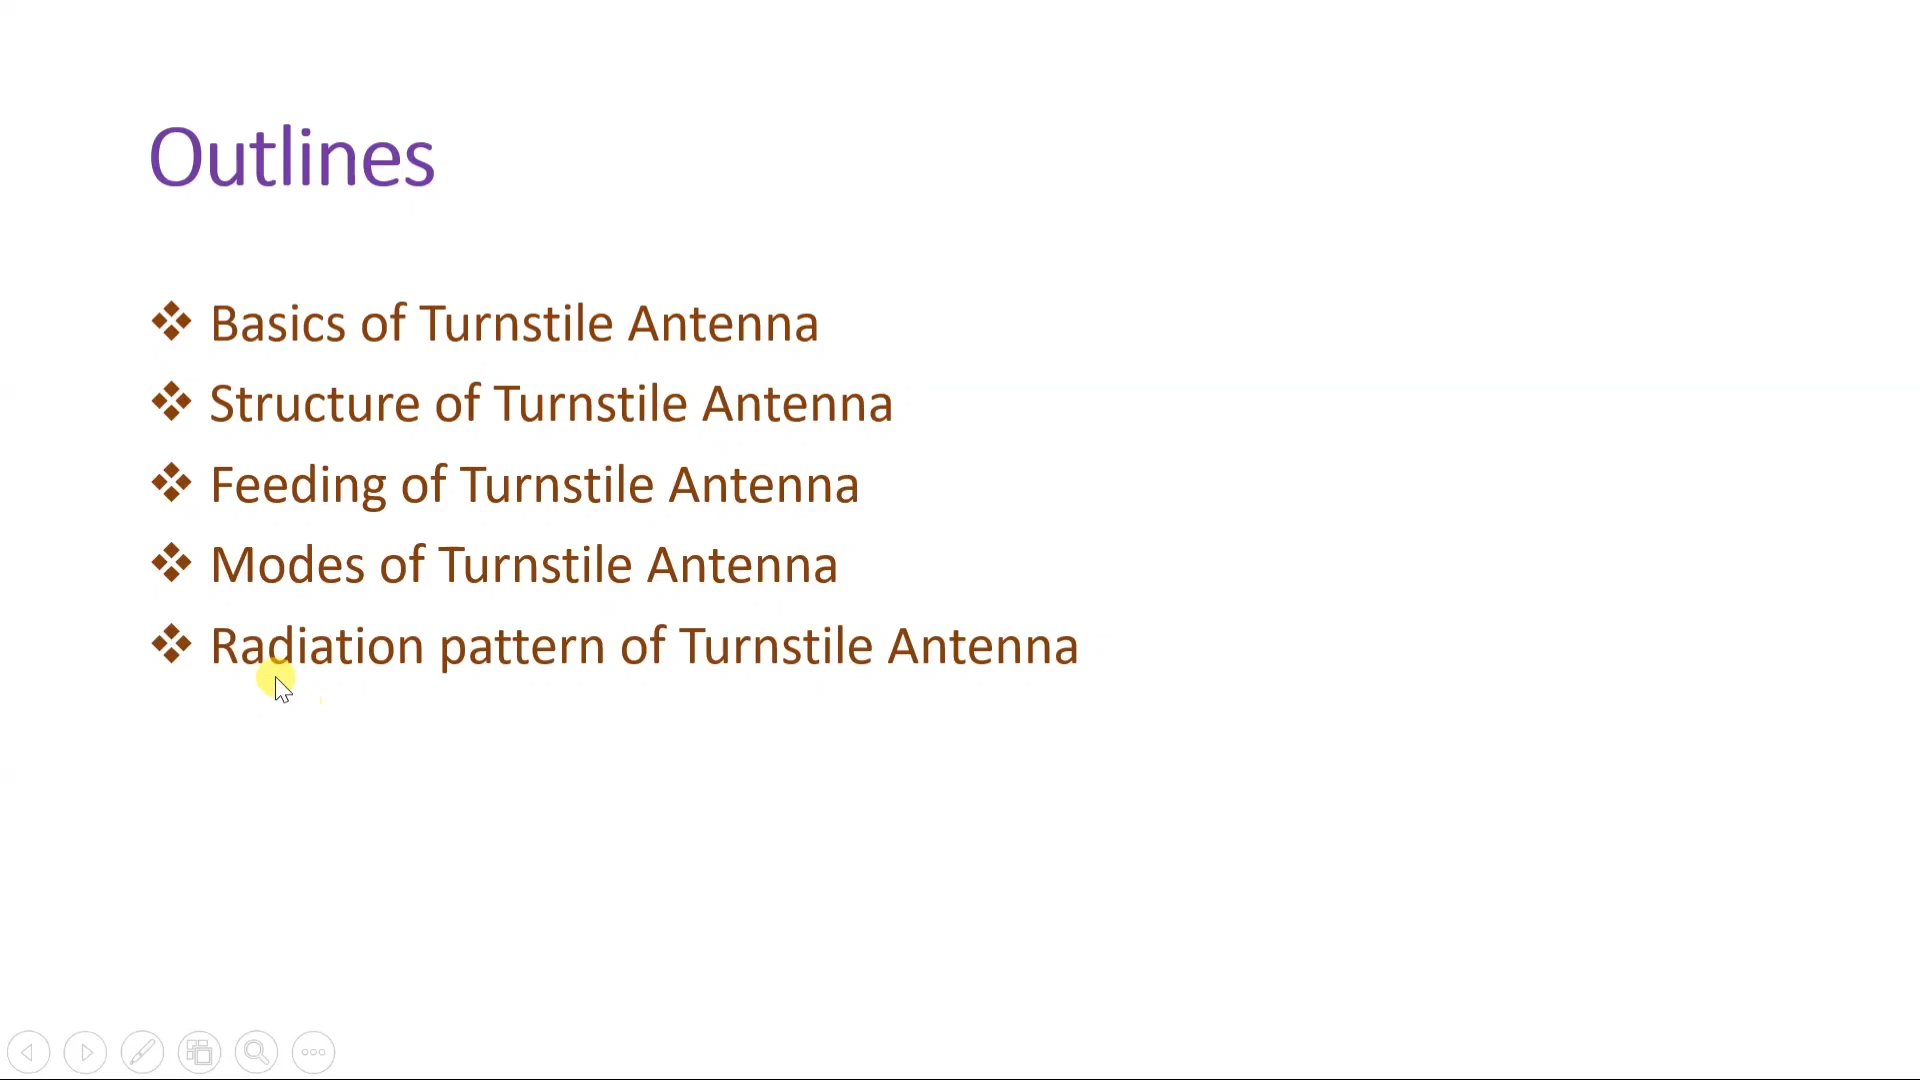 Outlines
❖ Basics of Turnstile Antenna
❖ Structure of Turnstile Antenna
❖ Feeding of Turnstile Antenna
❖ Modes of Turnstile Antenna
❖ Radiation pattern of Turnstile Antenna